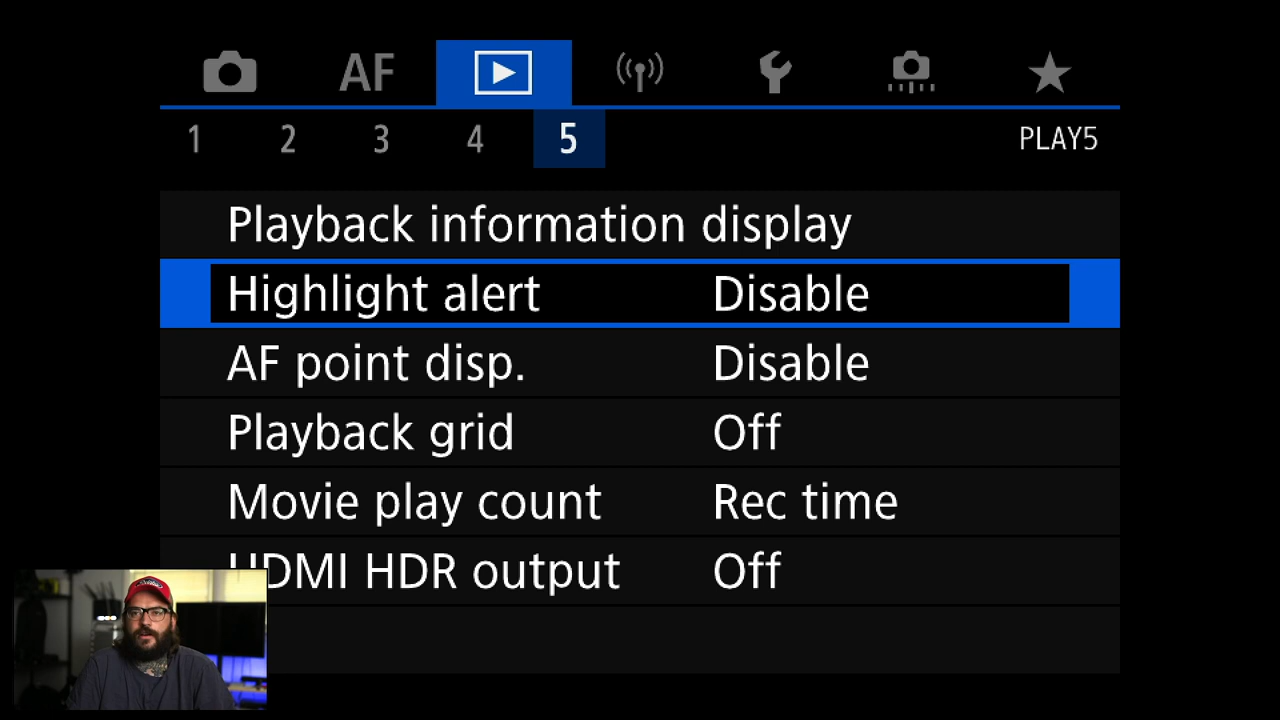 AF
1 2 3 4 5 PLAY5
Playback information display
Highlight alert Disable
AF point disp. Disable
Playback grid Off
Movie play count Rec time
HDMI HDR output Off